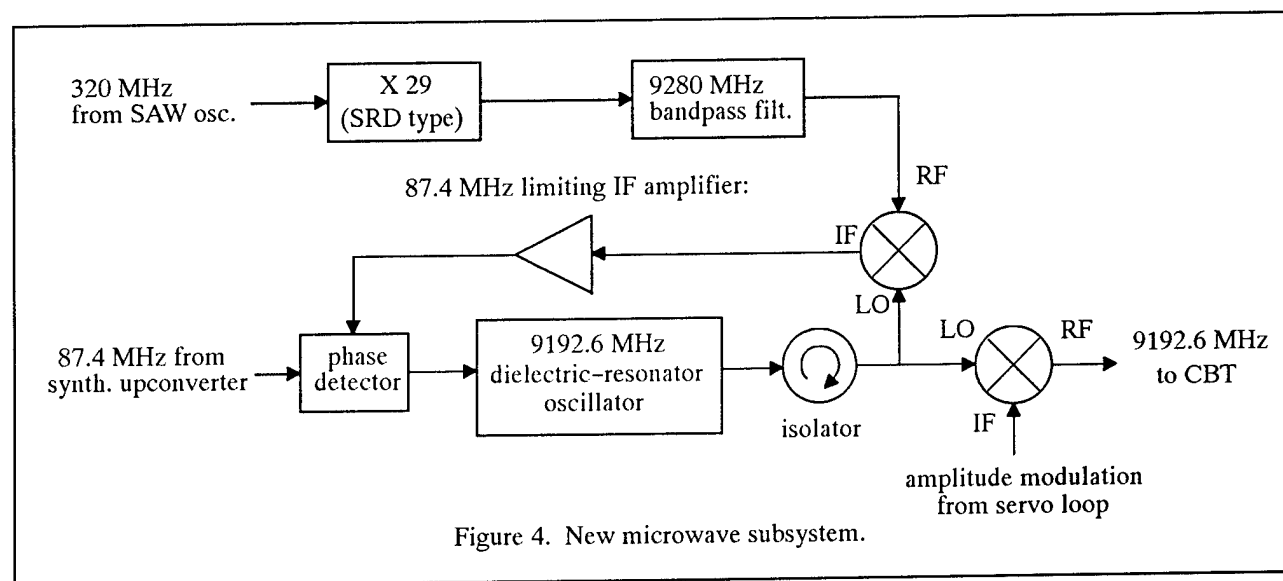 320 MHz
from SAW osc.
X 29
(SRD type)
9280 MHz
bandpass filt.
RF
87.4 MHz limiting IF amplifier:
IF
LO
87.4 MHz from
synth. upconverter
phase
detector
9192.6 MHz
dielectric-resonator
oscillator
isolator
LO
RF
IF
9192.6 MHz
to CBT
amplitude modulation
from servo loop
Figure 4. New microwave subsystem.